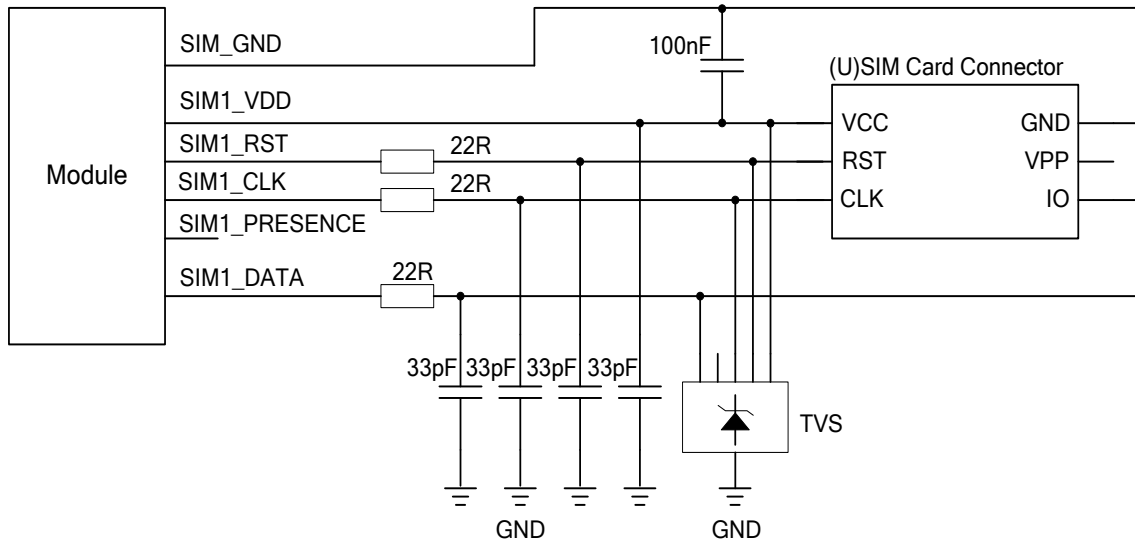 SIM_GND
100nF
(U)SIM Card Connector
SIM1_VDD
VCC
GND
SIM1_RST
22R
RST
VPP
Module
SIM1_CLK
22R
CLK
IO
SIM1_PRESENCE
SIM1_DATA
22R
33pF 33pF 33pF 33pF
TVS
GND
GND